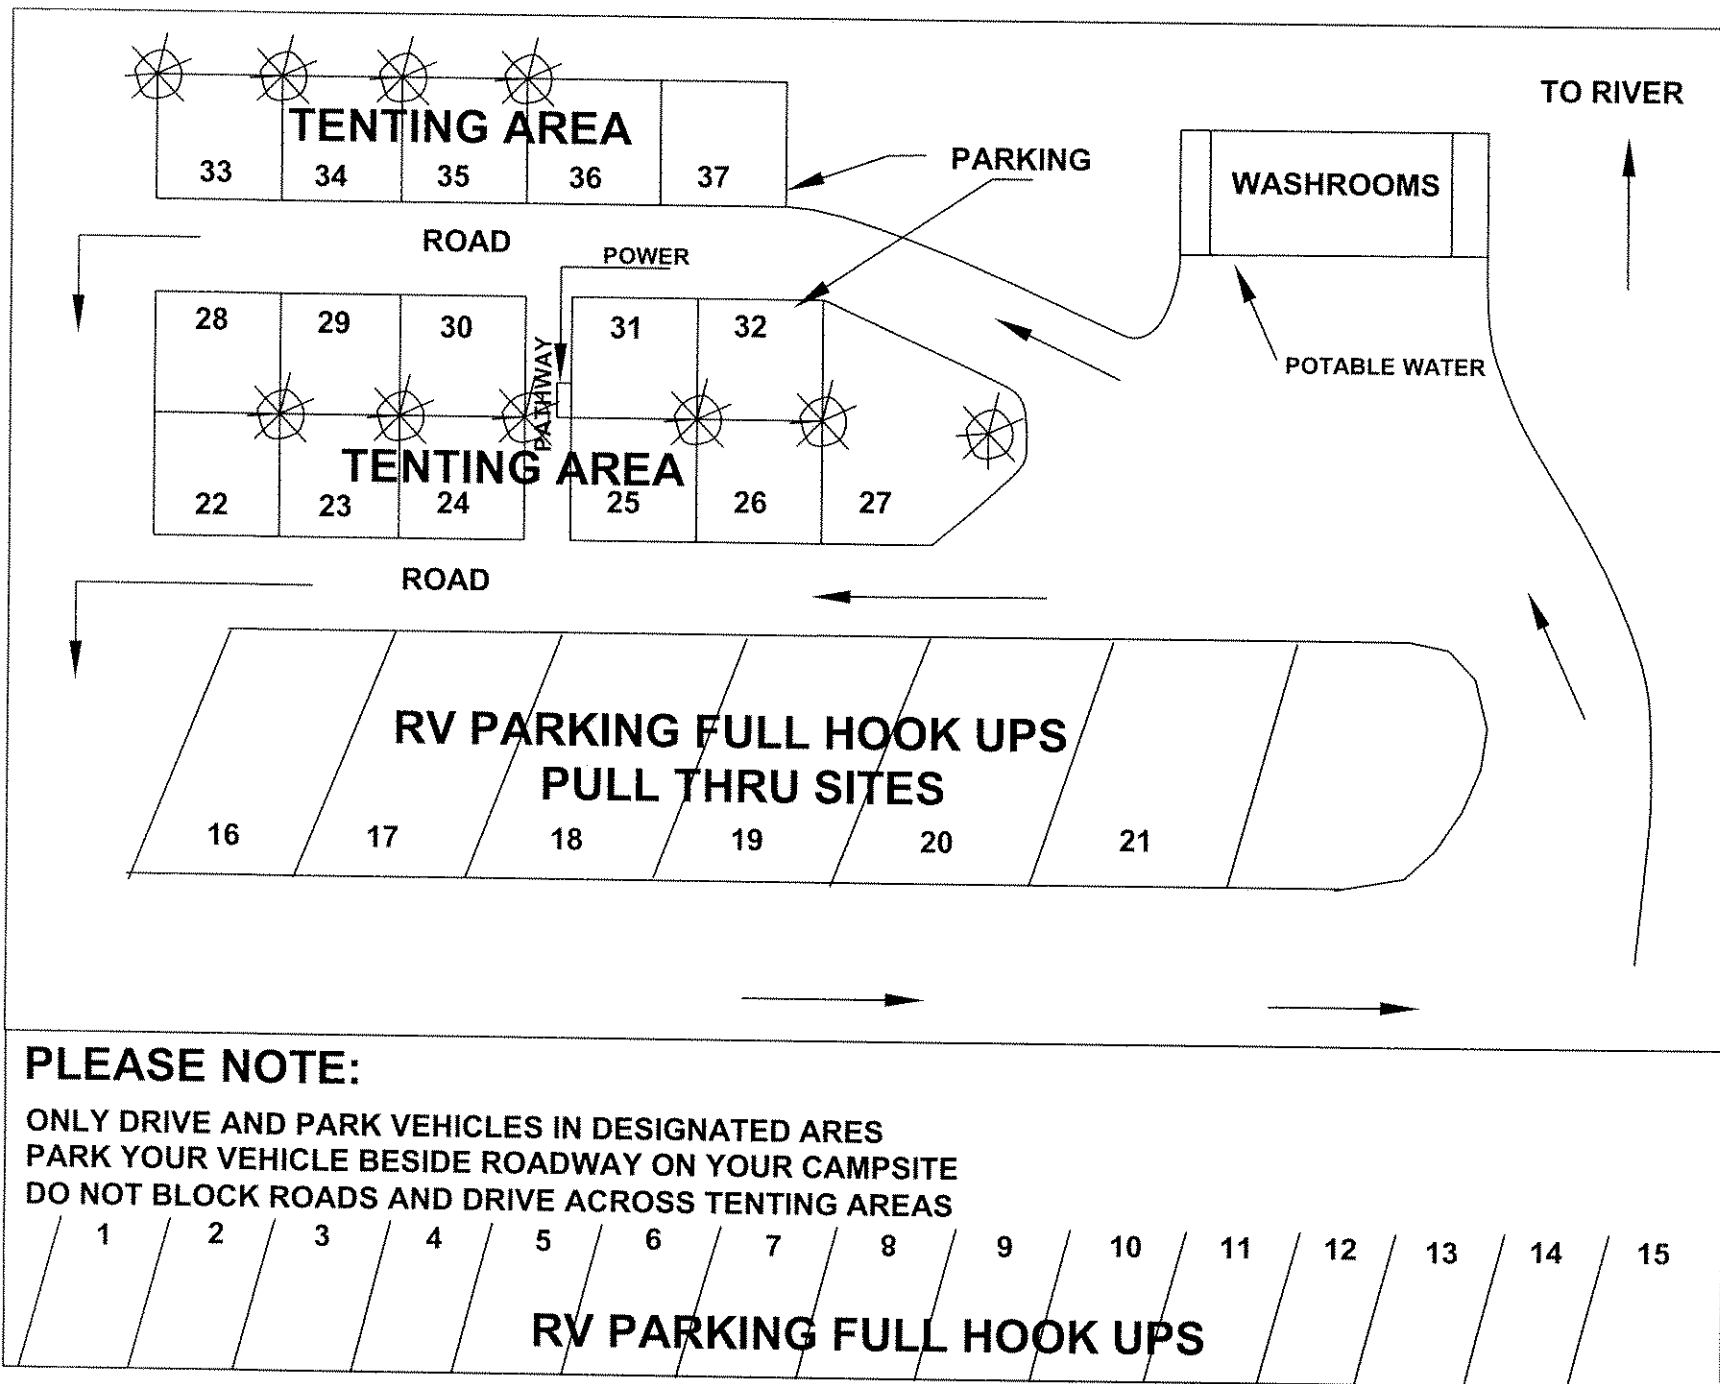 TO RIVER
TENTING AREA
PARKING
WASHROOMS
33 34 35 36 37
ROAD
POWER
28 29 30 31 32
PATHWAY
POTABLE WATER
TENTING AREA
22 23 24 25 26 27
ROAD
RV PARKING FULL HOOK UPS
PULL THRU SITES
16 17 18 19 20 21
PLEASE NOTE:
ONLY DRIVE AND PARK VEHICLES IN DESIGNATED ARES
PARK YOUR VEHICLE BESIDE ROADWAY ON YOUR CAMPSITE
DO NOT BLOCK ROADS AND DRIVE ACROSS TENTING AREAS
1 2 3 4 5 6 7 8 9 10 11 12 13 14 15
RV PARKING FULL HOOK UPS